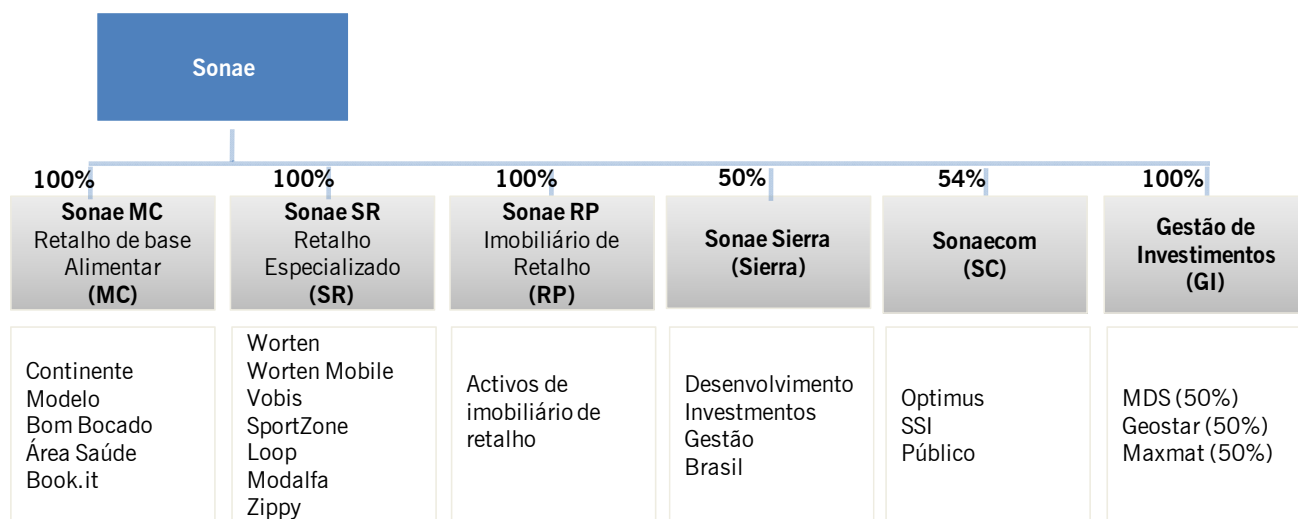 Sonae
100%
Sonae MC
Retalho de base
Alimentar
(MC)
100%
Sonae SR
Retalho
Especializado
(SR)
100%
Sonae RP
Imobiliário de
Retalho
(RP)
50%
Sonae Sierra
(Sierra)
54%
Sonaecom
(SC)
100%
Gestão de
Investimentos
(GI)
Continente
Modelo
Bom Bocado
Área Saúde
Book.it
Worten
Worten Mobile
Vobis
SportZone
Loop
Modalfa
Zippy
Activos de
imobiliário de
retalho
Desenvolvimento
Investmentos
Gestão
Brasil
Optimus
SSI
Público
MDS (50%)
Geostar (50%)
Maxmat (50%)